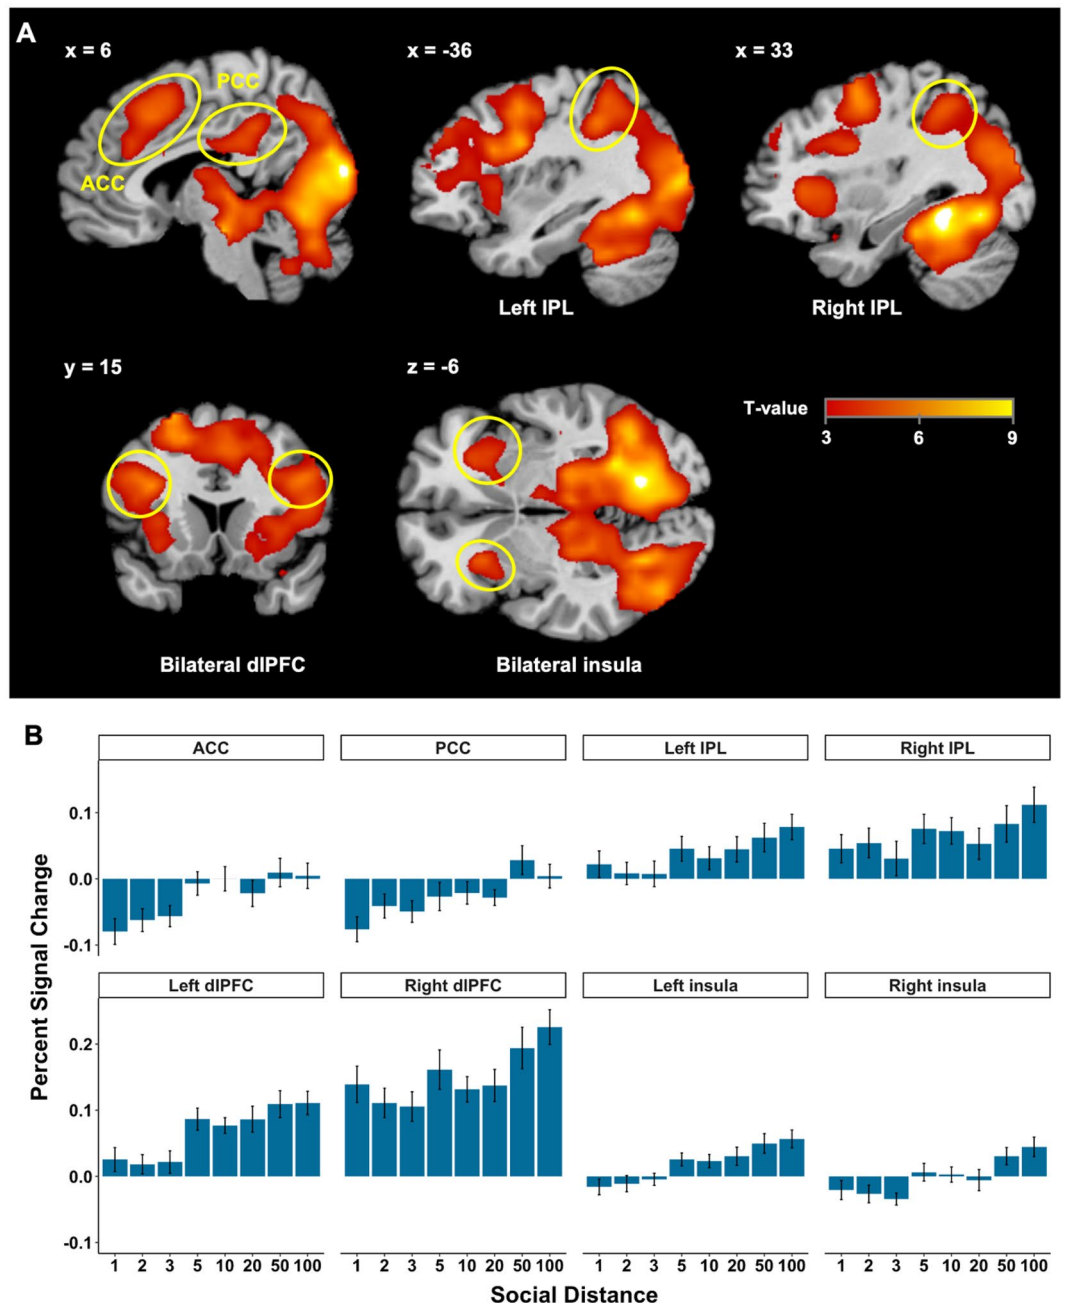 A
x = 6
x = -36
x = 33
PCC
ACC
Left IPL
Right IPL
y = 15
z = -6
T-value
3 6 9
Bilateral dlPFC
Bilateral insula
B
ACC
PCC
Left IPL
Right IPL
0.1
0.0
-0.1
Percent Signal Change
Left dlPFC
Right dlPFC
Left insula
Right insula
0.2
0.1
0.0
-0.1
1 2 3 5 10 20 50 100
1 2 3 5 10 20 50 100
1 2 3 5 10 20 50 100
1 2 3 5 10 20 50 100
Social Distance